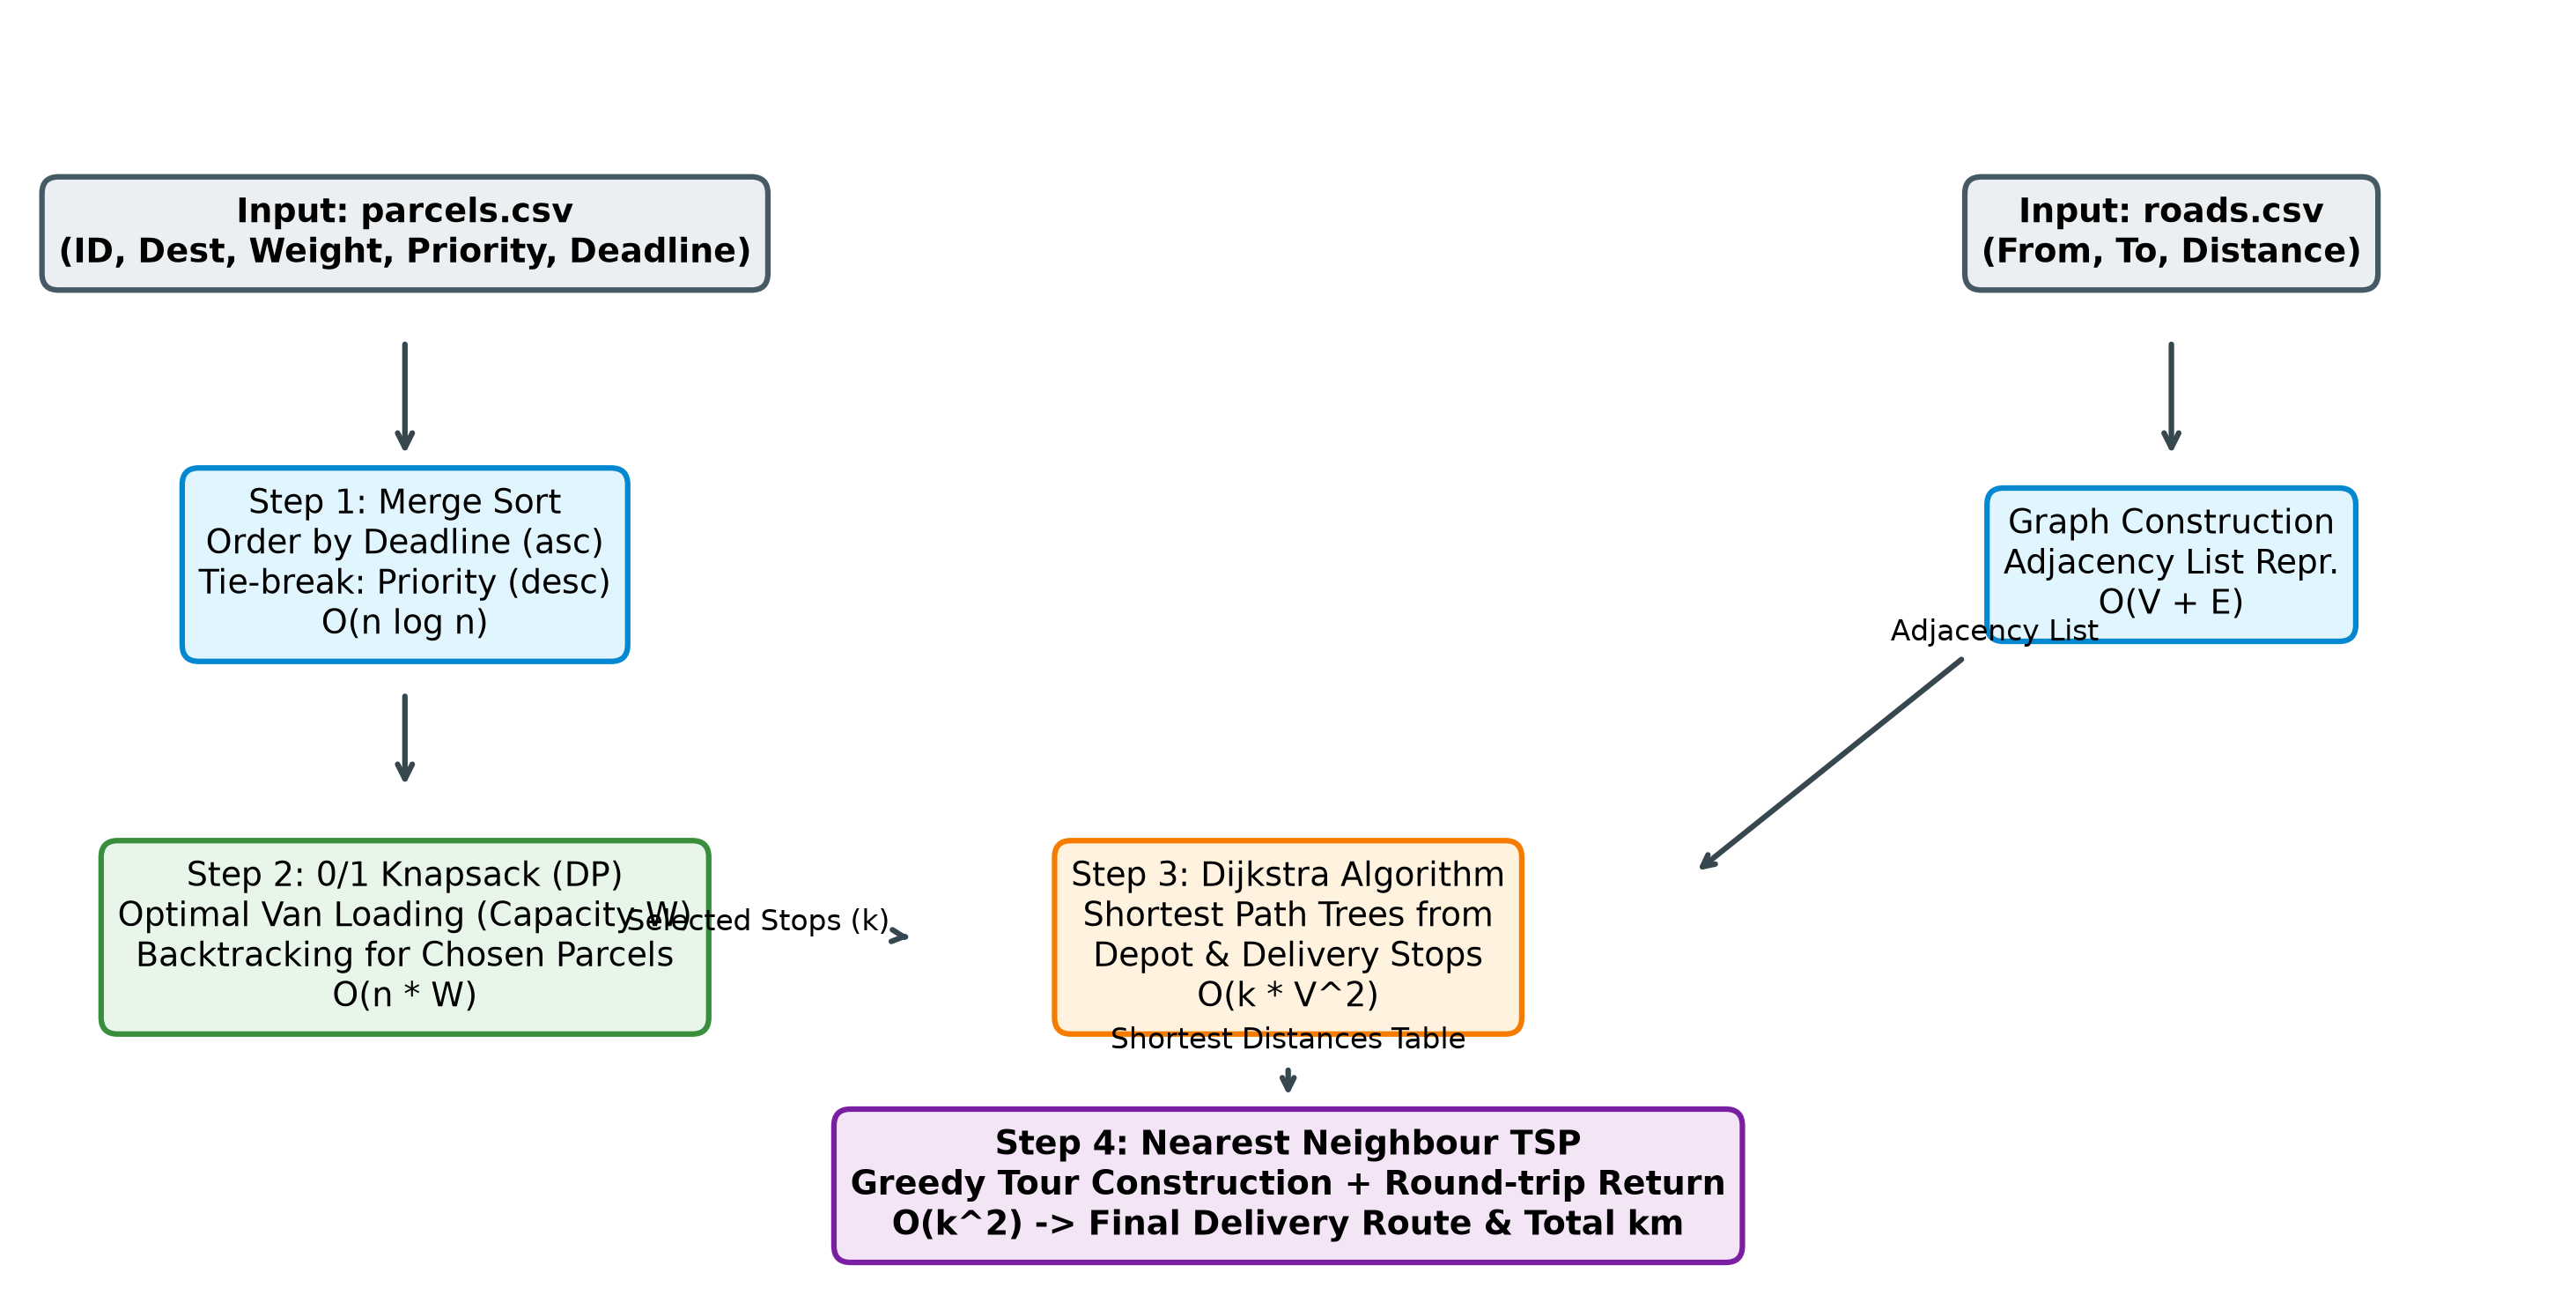 Input: parcels.csv
(ID, Dest, Weight, Priority, Deadline)
Input: roads.csv
(From, To, Distance)
Step 1: Merge Sort
Order by Deadline (asc)
Tie-break: Priority (desc)
O(n log n)
Graph Construction
Adjacency List Repr.
O(V + E)
Adjacency List
Step 2: 0/1 Knapsack (DP)
Optimal Van Loading (Capacity W)
Backtracking for Chosen Parcels
O(n * W)
Selected Stops (k)
Step 3: Dijkstra Algorithm
Shortest Path Trees from
Depot & Delivery Stops
O(k * V^2)
Shortest Distances Table
Step 4: Nearest Neighbour TSP
Greedy Tour Construction + Round-trip Return
O(k^2) -> Final Delivery Route & Total km